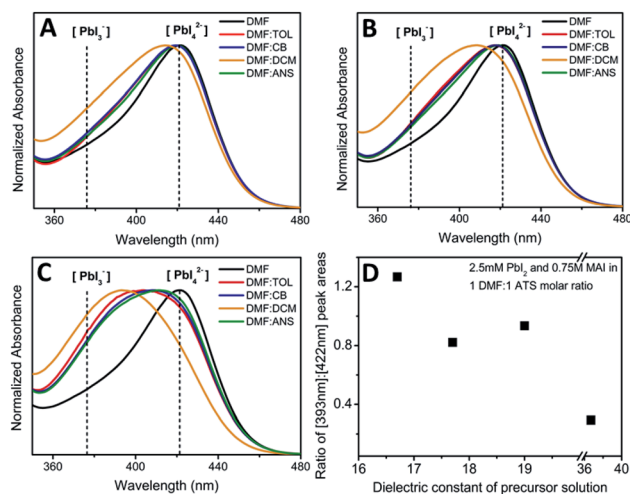 A
[ PbI₃⁻]
[ PbI₄²⁻]
DMF
DMF:TOL
DMF:CB
DMF:DCM
DMF:ANS
Normalized Absorbance
360 400 440 480
Wavelength (nm)
B
[ PbI₃⁻]
[ PbI₄²⁻]
DMF
DMF:TOL
DMF:CB
DMF:DCM
DMF:ANS
Normalized Absorbance
360 400 440 480
Wavelength (nm)
C
[ PbI₃⁻]
[ PbI₄²⁻]
DMF
DMF:TOL
DMF:CB
DMF:DCM
DMF:ANS
Normalized Absorbance
360 400 440 480
Wavelength (nm)
D
2.5mM PbI₂ and 0.75M MAI in
1 DMF:1 ATS molar ratio
Ratio of [393nm]:[422nm] peak areas
1.2
0.8
0.4
16 17 18 19 36 40
Dielectric constant of precursor solution